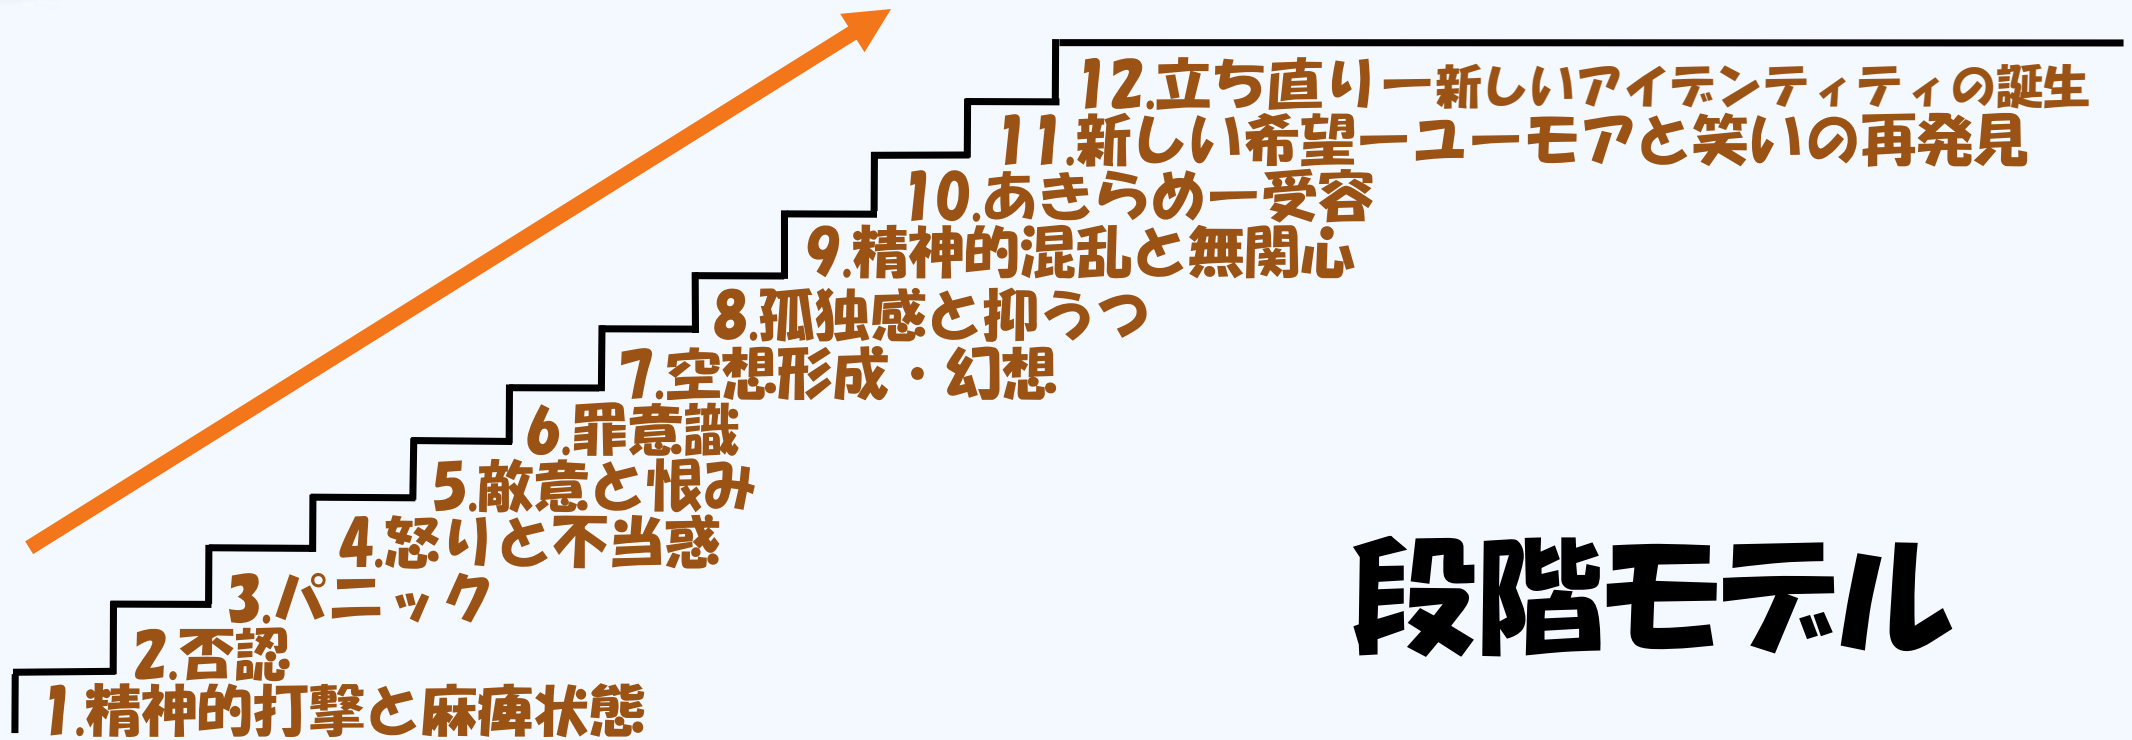 12.立ち直りー新しいアイデンティティの誕生
11.新しい希望ーユーモアと笑いの再発見
10.あきらめー受容
9.精神的混乱と無関心
8.孤独感と抑うつ
7.空想形成・幻想
6.罪意識
5.敵意と恨み
4.怒りと不当惑
3.パニック
2.否認
1.精神的打撃と麻痺状態
段階モデル